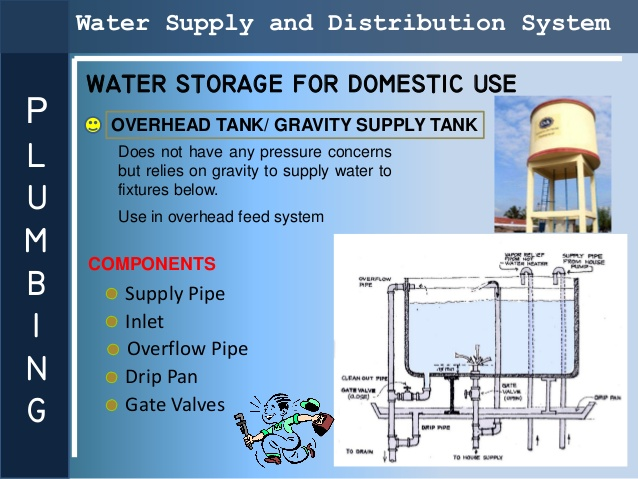 Water Supply and Distribution System
PLUMBING
WATER STORAGE FOR DOMESTIC USE
OVERHEAD TANK/ GRAVITY SUPPLY TANK
Does not have any pressure concerns
but relies on gravity to supply water to
fixtures below.
Use in overhead feed system
COMPONENTS
Supply Pipe
Inlet
Overflow Pipe
Drip Pan
Gate Valves
VAPOR RELIEF
FROM HOT
WATER HEATER
SUPPLY PIPE
FROM HOUSE
PUMP
OVERFLOW
PIPE
CLEAN OUT PIPE
GATE VALVE
(CLOSE)
GATE
VALVE
(OPEN)
DRIP PAN
DRIP PIPE
TO DRAIN
TO HOUSE SUPPLY